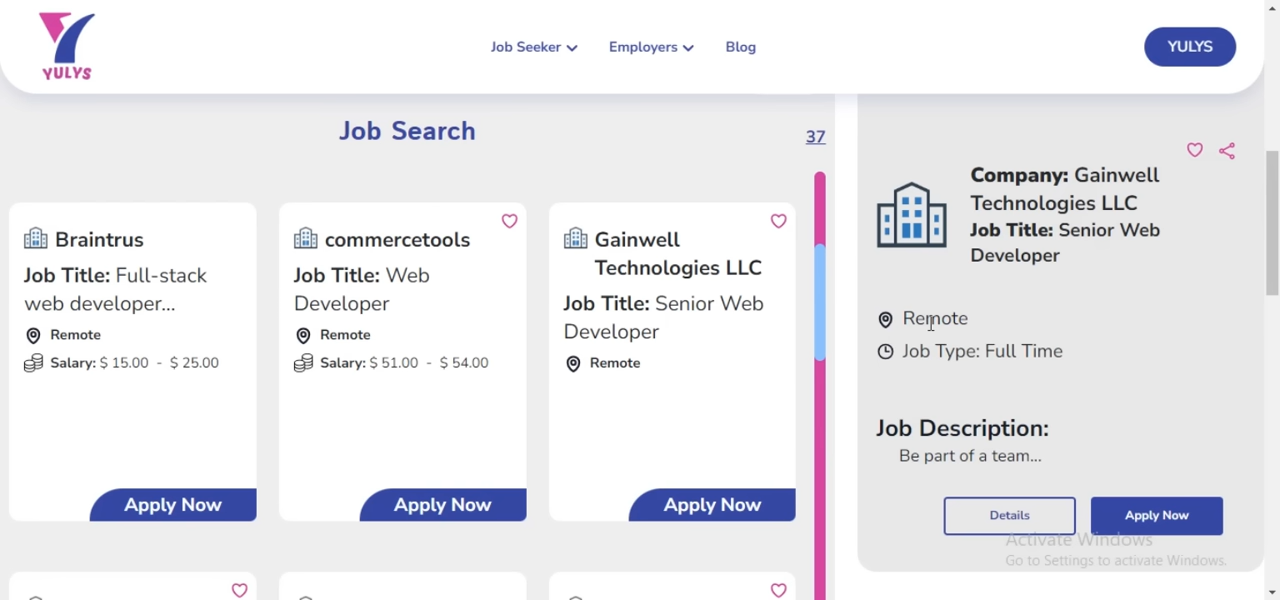 YULYS
Job Seeker
Employers
Blog
YULYS
Job Search
37
Braintrus
Job Title: Full-stack
web developer...
Remote
Salary: $ 15.00 - $ 25.00
Apply Now
commercetools
Job Title: Web
Developer
Remote
Salary: $ 51.00 - $ 54.00
Apply Now
Gainwell
Technologies LLC
Job Title: Senior Web
Developer
Remote
Apply Now
Company: Gainwell
Technologies LLC
Job Title: Senior Web
Developer
Remote
Job Type: Full Time
Job Description:
Be part of a team...
Details
Apply Now
Activate Windows
Go to Settings to activate Windows.